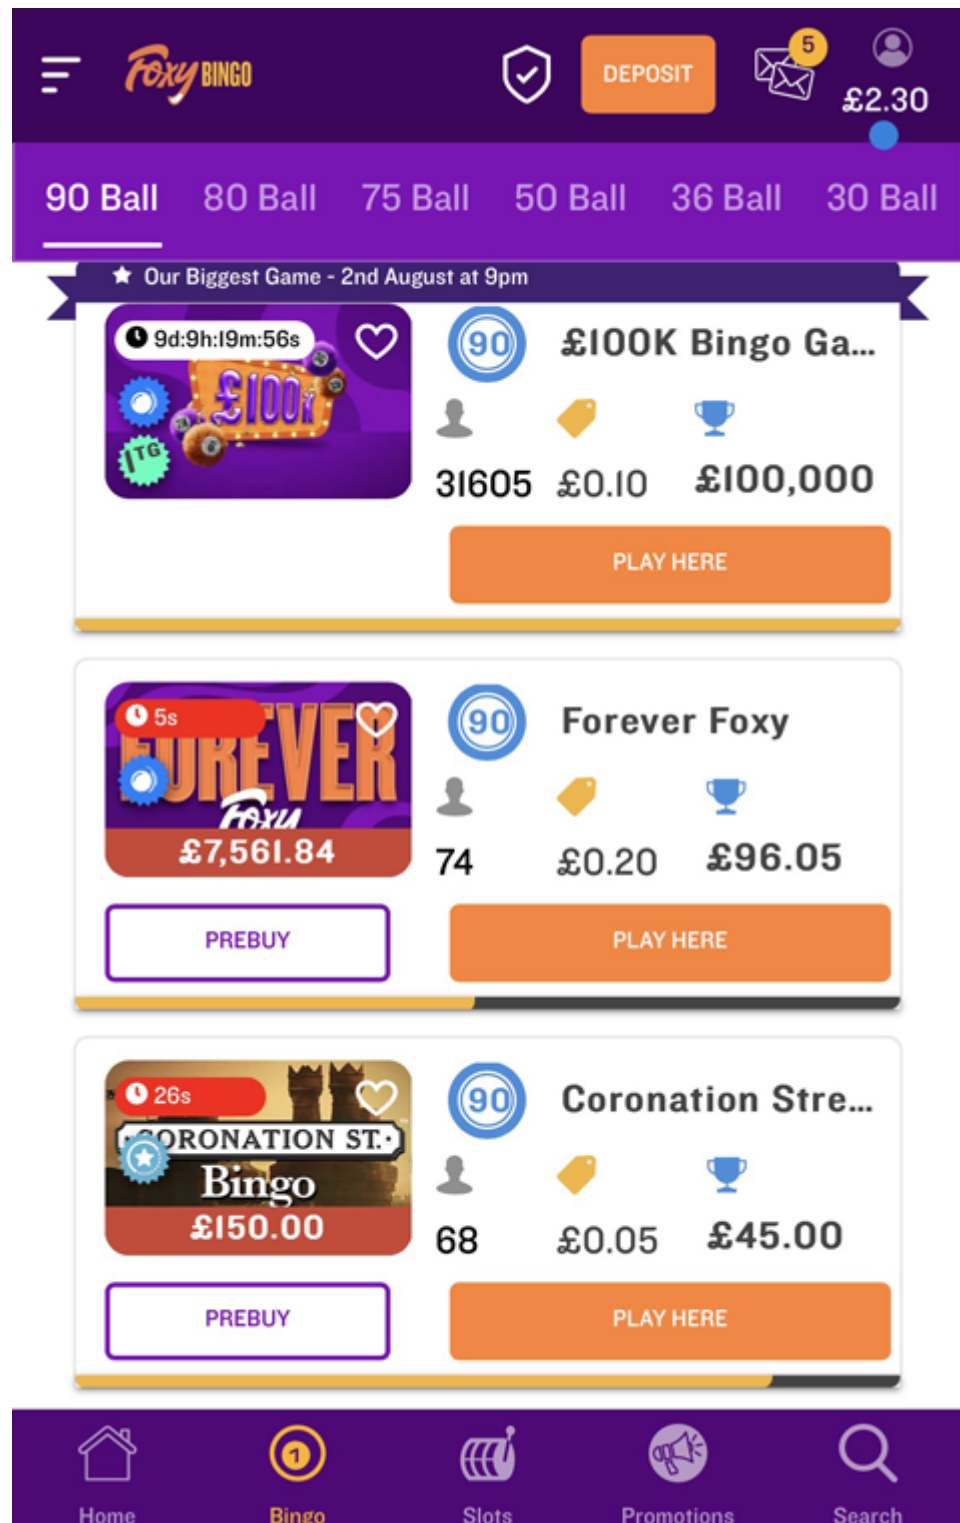 Foxy BINGO
DEPOSIT
5
£2.30
90 Ball 80 Ball 75 Ball 50 Ball 36 Ball 30 Ball
Our Biggest Game - 2nd August at 9pm
9d:9h:19m:56s
£100K
1TG
90
£100K Bingo Ga...
31605 £0.10 £100,000
PLAY HERE
5s
FOREVER
Foxy
£7,561.84
90
Forever Foxy
74 £0.20 £96.05
PREBUY
PLAY HERE
26s
CORONATION ST.
Bingo
£150.00
90
Coronation Stre...
68 £0.05 £45.00
PREBUY
PLAY HERE
Home Bingo Slots Promotions Search